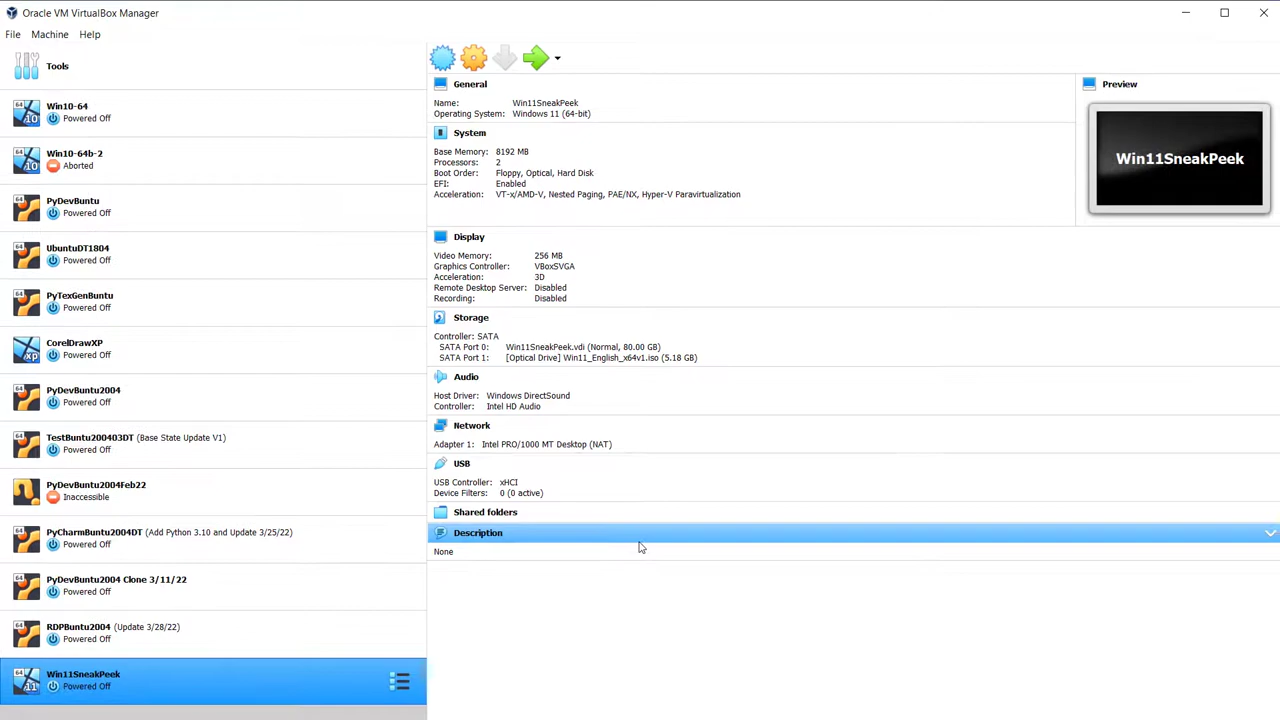 Oracle VM VirtualBox Manager
File Machine Help
Tools
Win10-64
Powered Off
Win10-64b-2
Aborted
PyDevBuntu
Powered Off
UbuntuDT1804
Powered Off
PyTexGenBuntu
Powered Off
CorelDrawXP
Powered Off
PyDevBuntu2004
Powered Off
TestBuntu200403DT (Base State Update V1)
Powered Off
PyDevBuntu2004Feb22
Inaccessible
PyCharmBuntu2004DT (Add Python 3.10 and Update 3/25/22)
Powered Off
PyDevBuntu2004 Clone 3/11/22
Powered Off
RDPBuntu2004 (Update 3/28/22)
Powered Off
Win11SneakPeek
Powered Off
General
Name: Win11SneakPeek
Operating System: Windows 11 (64-bit)
System
Base Memory: 8192 MB
Processors: 2
Boot Order: Floppy, Optical, Hard Disk
EFI: Enabled
Acceleration: VT-x/AMD-V, Nested Paging, PAE/NX, Hyper-V Paravirtualization
Display
Video Memory: 256 MB
Graphics Controller: VBoxSVGA
Acceleration: 3D
Remote Desktop Server: Disabled
Recording: Disabled
Storage
Controller: SATA
SATA Port 0: Win11SneakPeek.vdi (Normal, 80.00 GB)
SATA Port 1: [Optical Drive] Win11_English_x64v1.iso (5.18 GB)
Audio
Host Driver: Windows DirectSound
Controller: Intel HD Audio
Network
Adapter 1: Intel PRO/1000 MT Desktop (NAT)
USB
USB Controller: xHCI
Device Filters: 0 (0 active)
Shared folders
Description
None
Preview
Win11SneakPeek